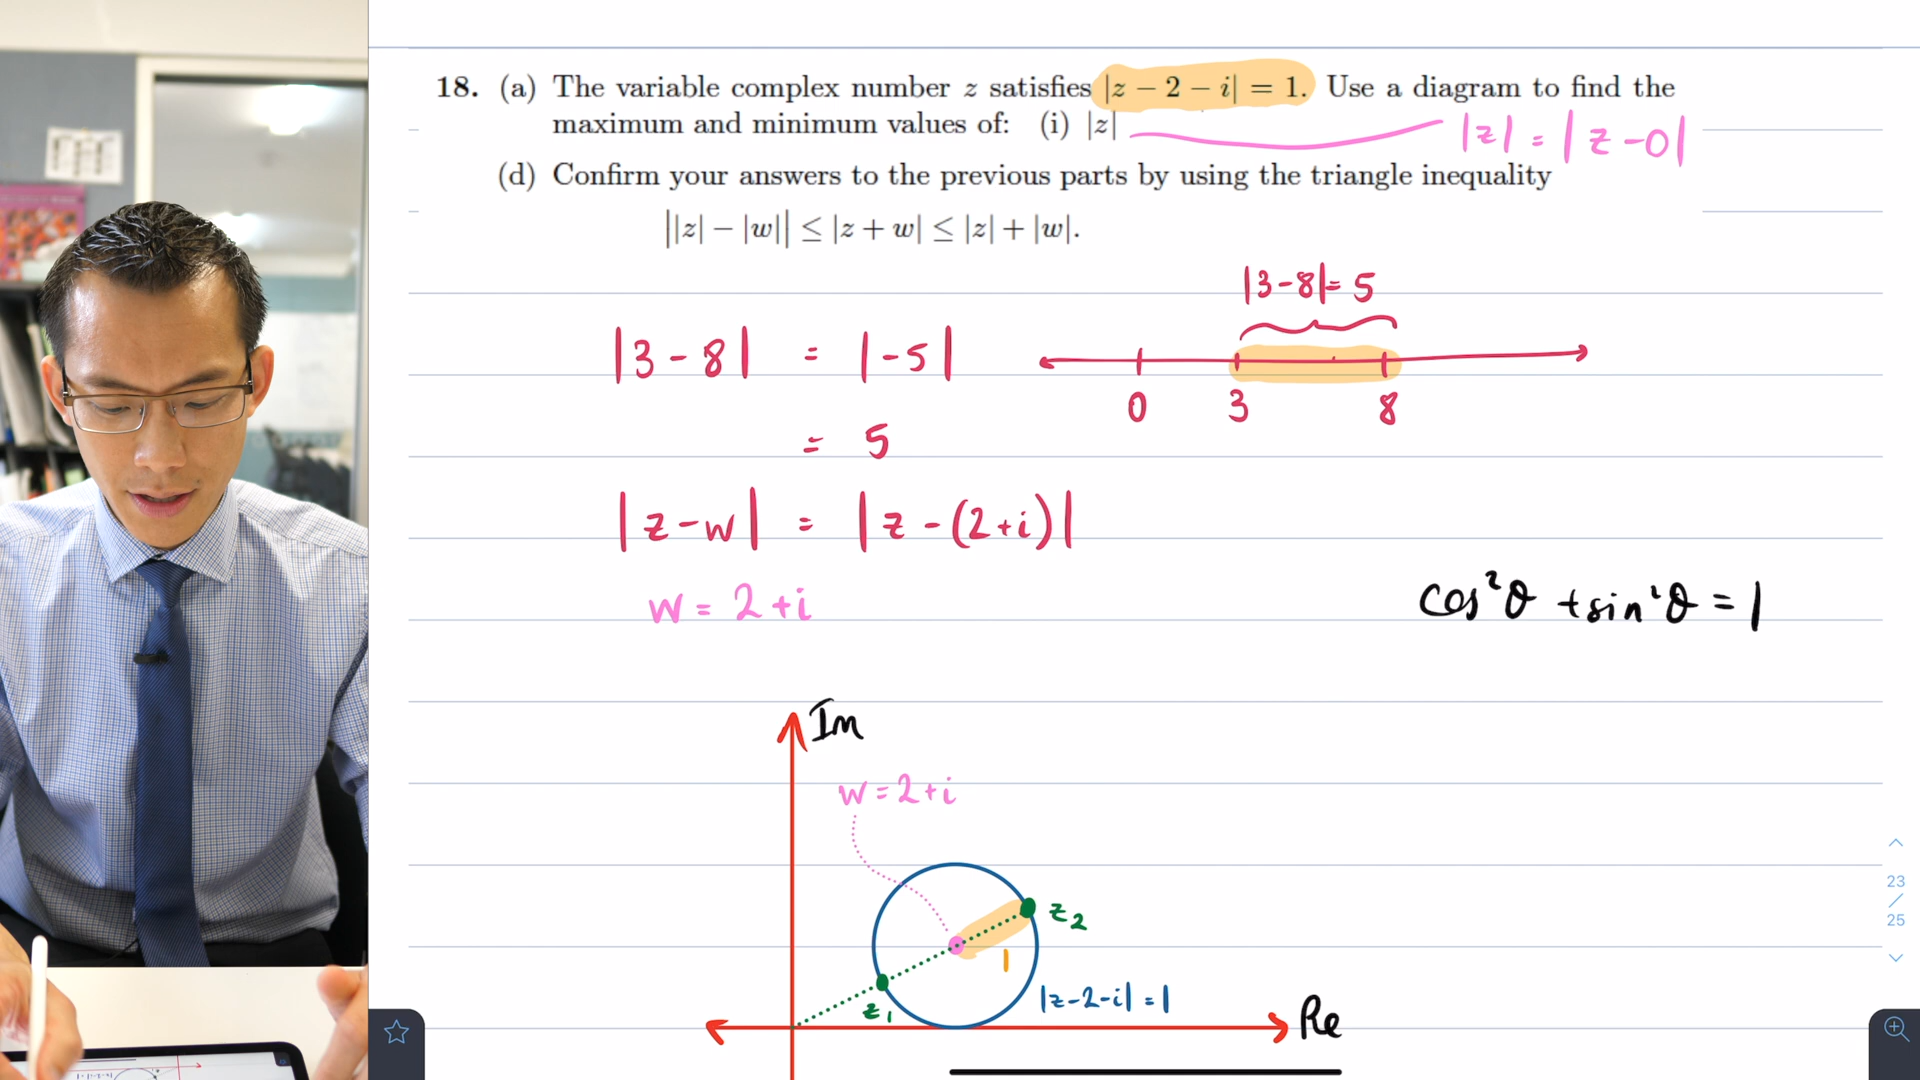 18. (a) The variable complex number z satisfies |z − 2 − i| = 1. Use a diagram to find the
maximum and minimum values of: (i) |z|
|z| = |z - 0|
(d) Confirm your answers to the previous parts by using the triangle inequality
||z| − |w|| ≤ |z + w| ≤ |z| + |w|.
|3-8| = 5
|3 - 8| = |-5|
0 3 8
= 5
|z-w| = |z - (2+i)|
w = 2+i
cos²θ + sin²θ = 1
Im
w = 2+i
z₂
1
|z-2-i| = 1
z₁
Re
23
/
25